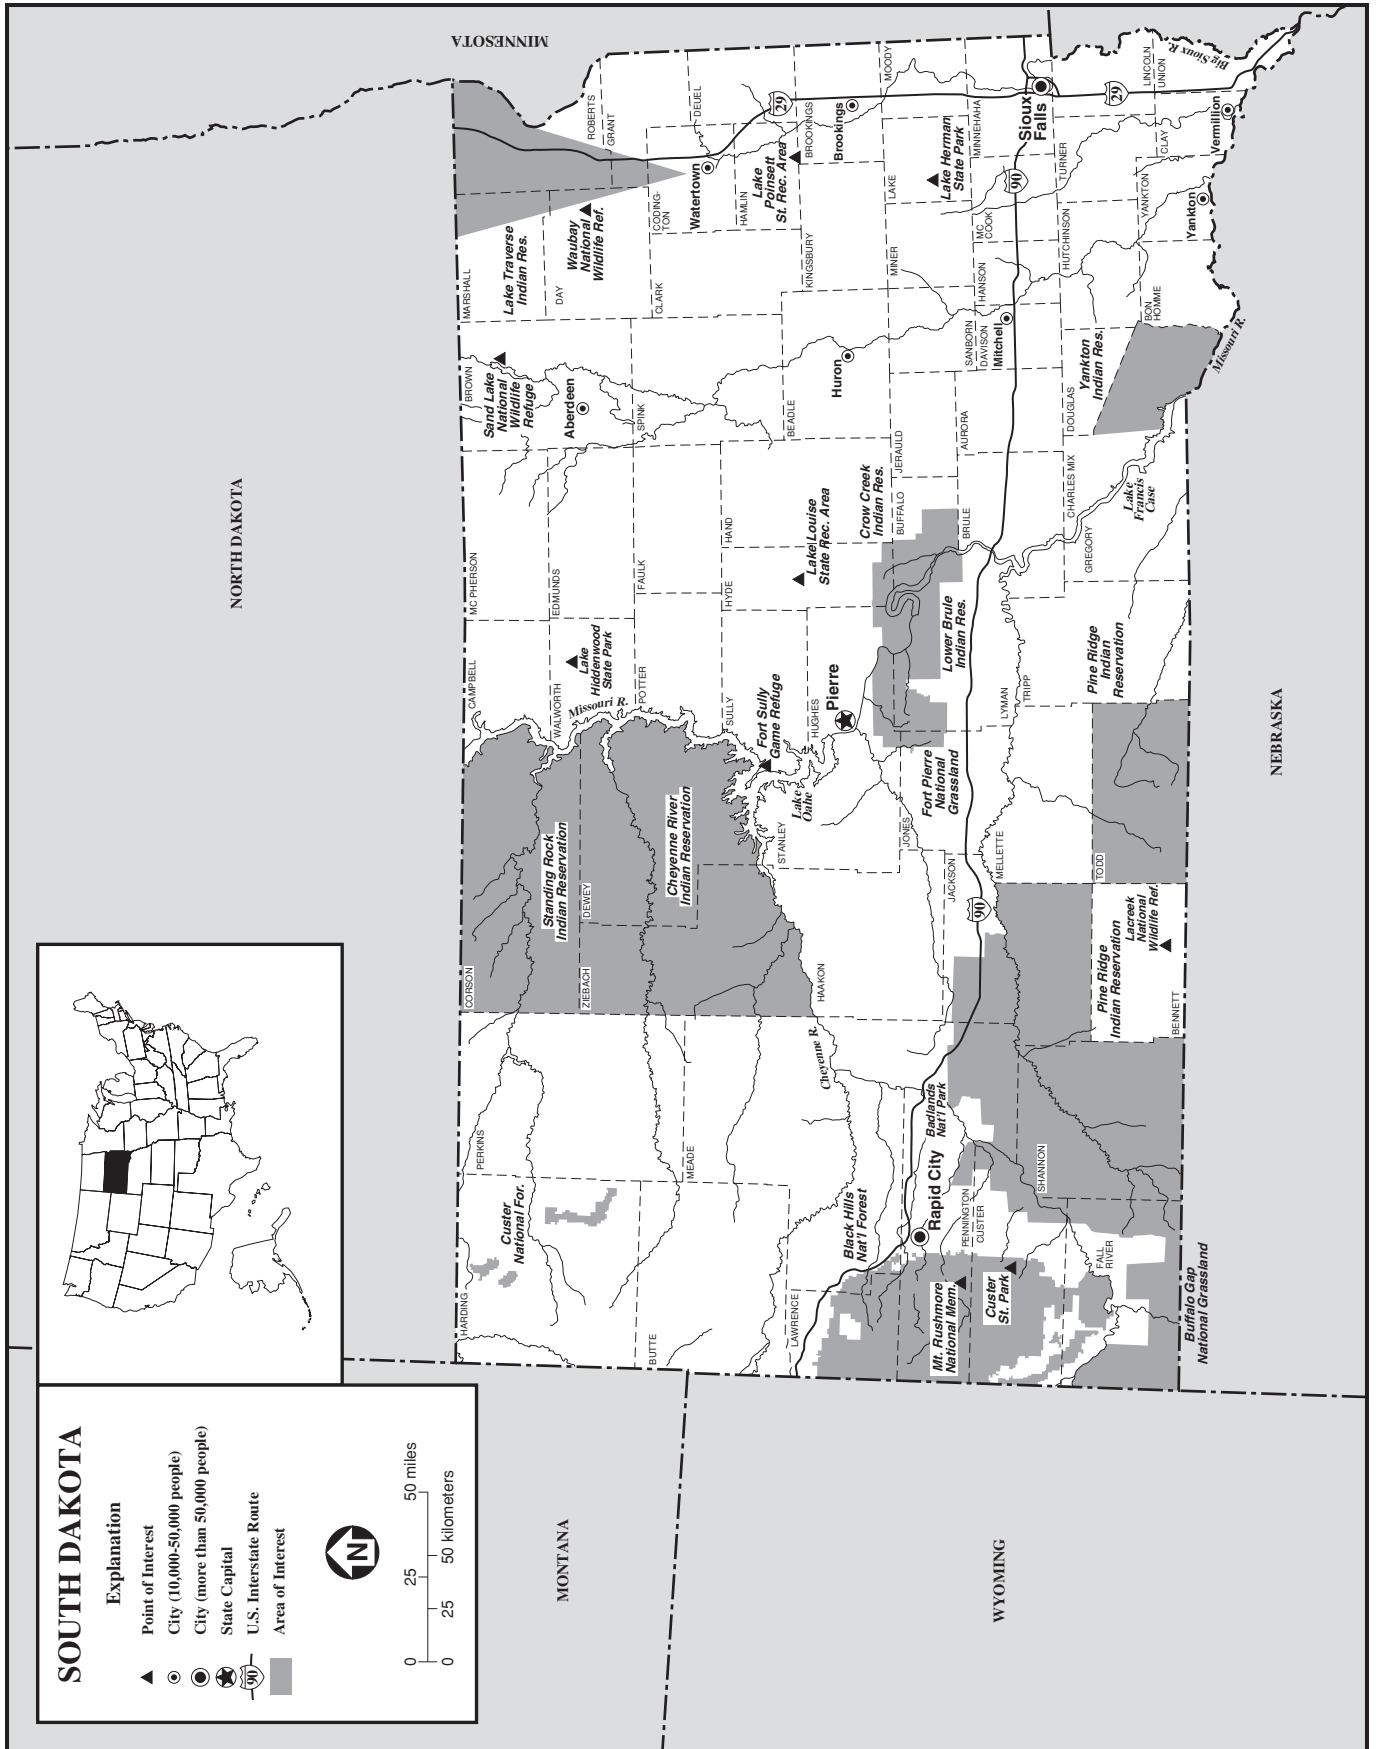 SOUTH DAKOTA
Explanation
Point of Interest
City (10,000-50,000 people)
City (more than 50,000 people)
State Capital
90
U.S. Interstate Route
Area of Interest
N
0 25 50 miles
0 25 50 kilometers
NORTH DAKOTA
MINNESOTA
MONTANA
WYOMING
NEBRASKA
HARDING
PERKINS
CORSON
CAMPBELL
MC PHERSON
BROWN
MARSHALL
ROBERTS
GRANT
Custer
National For.
Standing Rock
Indian Reservation
Sand Lake
National
Wildlife
Refuge
Lake Traverse
Indian Res.
Waubay
National
Wildlife Ref.
WALWORTH
EDMUNDS
DAY
Lake
Hiddenwood
State Park
Aberdeen
ZIEBACH
DEWEY
Missouri R.
BUTTE
MEADE
POTTER
FAULK
SPINK
CLARK
CODING-
TON
DEUEL
Watertown
HAMLIN
Cheyenne River
Indian Reservation
SULLY
HYDE
HAND
29
Fort Sully
Game Refuge
Lake
Poinsett
St. Rec. Area
LAWRENCE
STANLEY
Lake
Oahe
BEADLE
KINGSBURY
BROOKINGS
Brookings
HAAKON
Cheyenne R.
HUGHES
Pierre
Lake Louise
State Rec. Area
Huron
Black Hills
Nat'l Forest
Crow Creek
Indian Res.
BUFFALO
JERAULD
MINER
LAKE
MOODY
Rapid City
Badlands
Nat'l Park
JONES
Fort Pierre
National
Grassland
Lower Brule
Indian Res.
Lake Herman
State Park
Mt. Rushmore
National Mem.
PENNINGTON
CUSTER
JACKSON
90
BRULE
AURORA
SANBORN
DAVISON
Mitchell
HANSON
MC
COOK
MINNEHAHA
90
Sioux
Falls
Custer
St. Park
MELLETTE
LYMAN
TRIPP
SHANNON
FALL
RIVER
CHARLES MIX
DOUGLAS
HUTCHINSON
TURNER
GREGORY
Yankton
Indian Res.
29
LINCOLN
UNION
Pine Ridge
Indian Reservation
TODD
Pine Ridge
Indian
Reservation
Lake
Francis
Case
BON
HOMME
YANKTON
CLAY
Lacreek
National
Wildlife Ref.
BENNETT
Yankton
Vermillion
Big Sioux R.
Missouri R.
Buffalo Gap
National Grassland